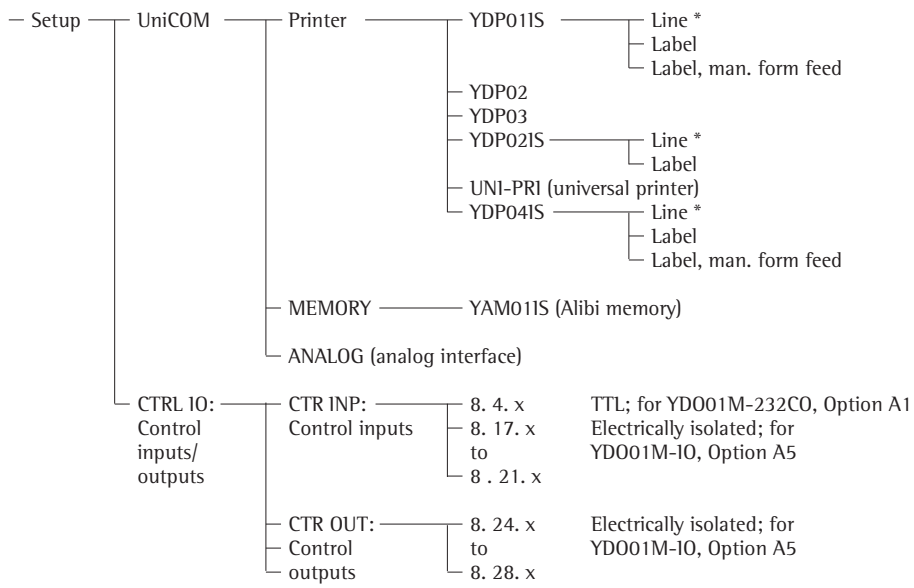 Setup UniCOM Printer YDP01IS Line *
Label
Label, man. form feed
YDP02
YDP03
YDP02IS Line *
Label
UNI-PRI (universal printer)
YDP04IS Line *
Label
Label, man. form feed
MEMORY YAM01IS (Alibi memory)
ANALOG (analog interface)
CTRL IO: CTR INP: 8. 4. x TTL; for YDO01M-232CO, Option A1
Control Control inputs 8. 17. x Electrically isolated; for
inputs/ to YDO01M-IO, Option A5
outputs 8 . 21. x
CTR OUT: 8. 24. x Electrically isolated; for
Control to YDO01M-IO, Option A5
outputs 8. 28. x